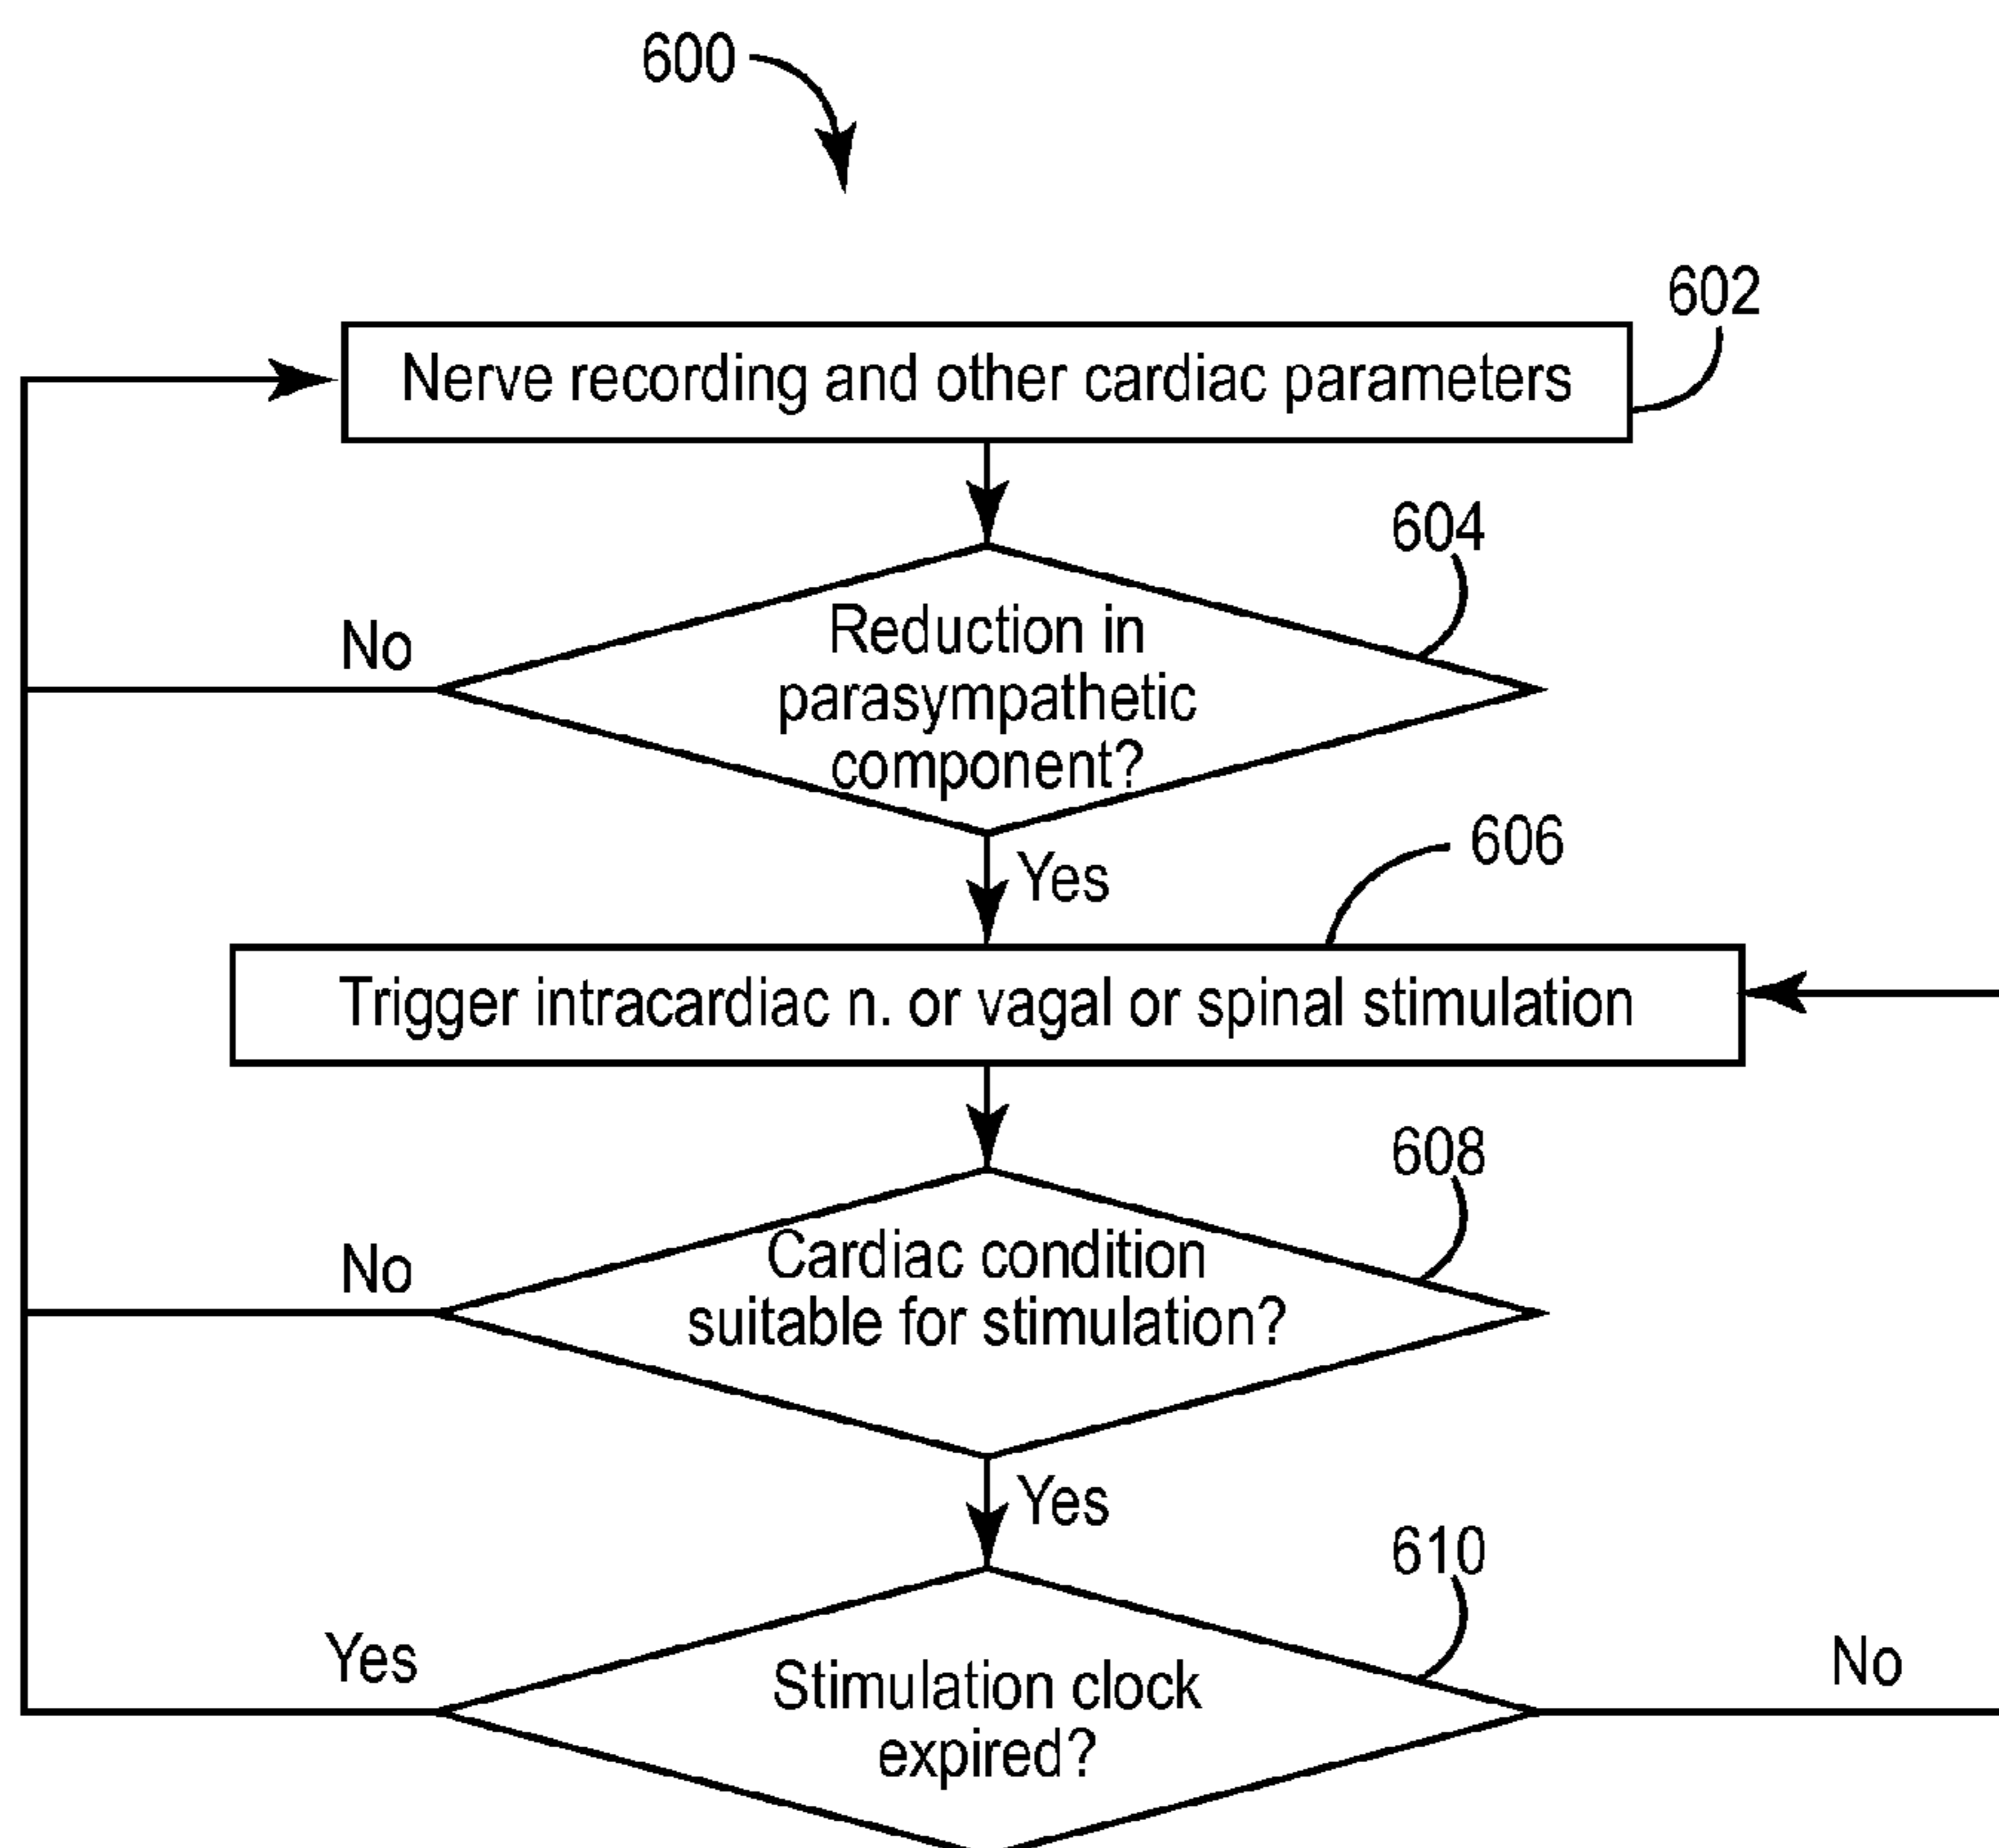 600
602
Nerve recording and other cardiac parameters
604
No
Reduction in
parasympathetic
component?
Yes
606
Trigger intracardiac n. or vagal or spinal stimulation
608
No
Cardiac condition
suitable for stimulation?
Yes
610
Yes
Stimulation clock
expired?
No